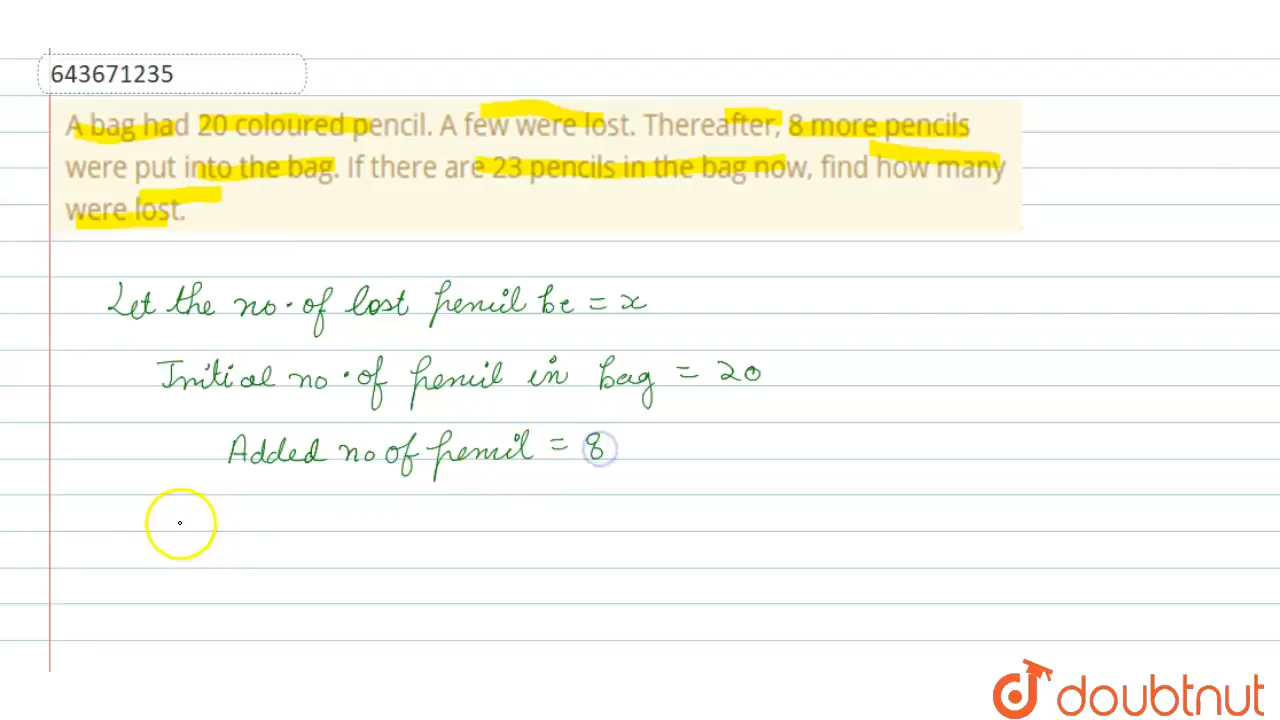 643671235
A bag had 20 coloured pencil. A few were lost. Thereafter, 8 more pencils
were put into the bag. If there are 23 pencils in the bag now, find how many
were lost.
Let the no. of lost pencil be = x
Initial no. of pencil in bag = 20
Added no of pencil = 8
doubtnut